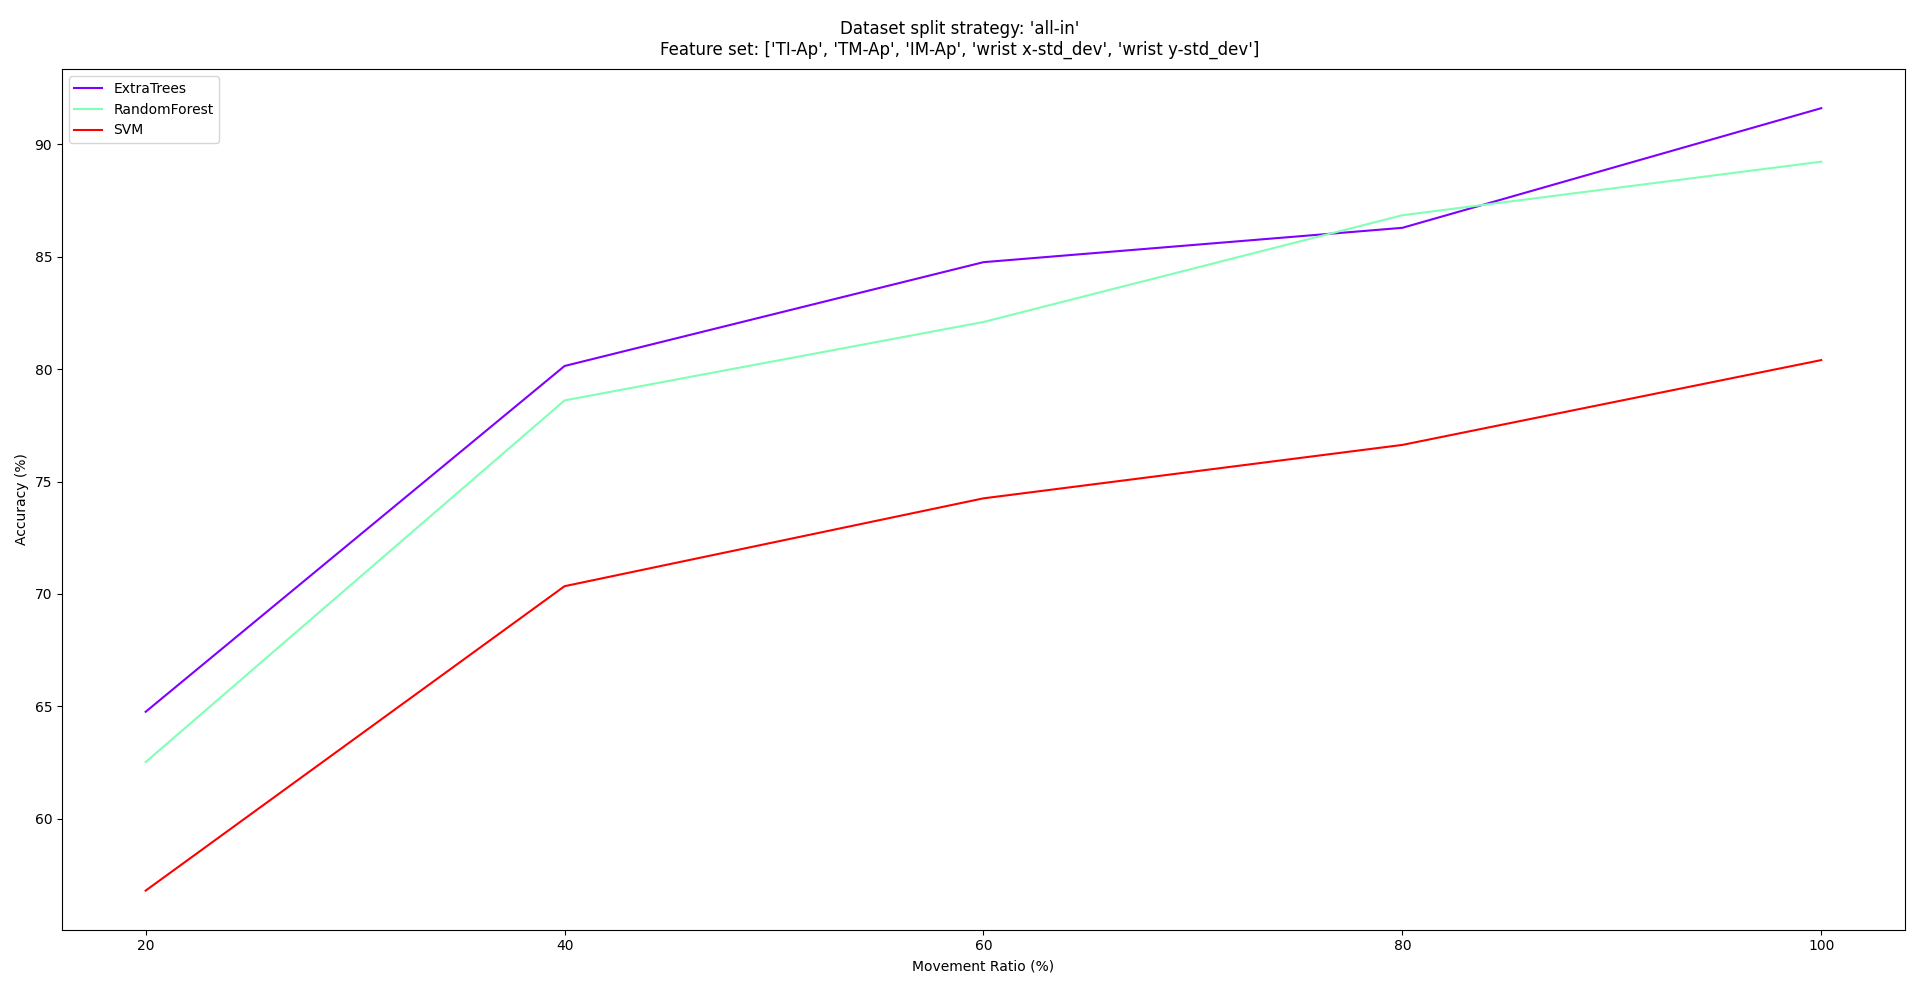 Dataset split strategy: 'all-in'
Feature set: ['TI-Ap', 'TM-Ap', 'IM-Ap', 'wrist x-std_dev', 'wrist y-std_dev']
ExtraTrees
RandomForest
SVM
90
85
80
75
70
65
60
Accuracy (%)
20 40 60 80 100
Movement Ratio (%)